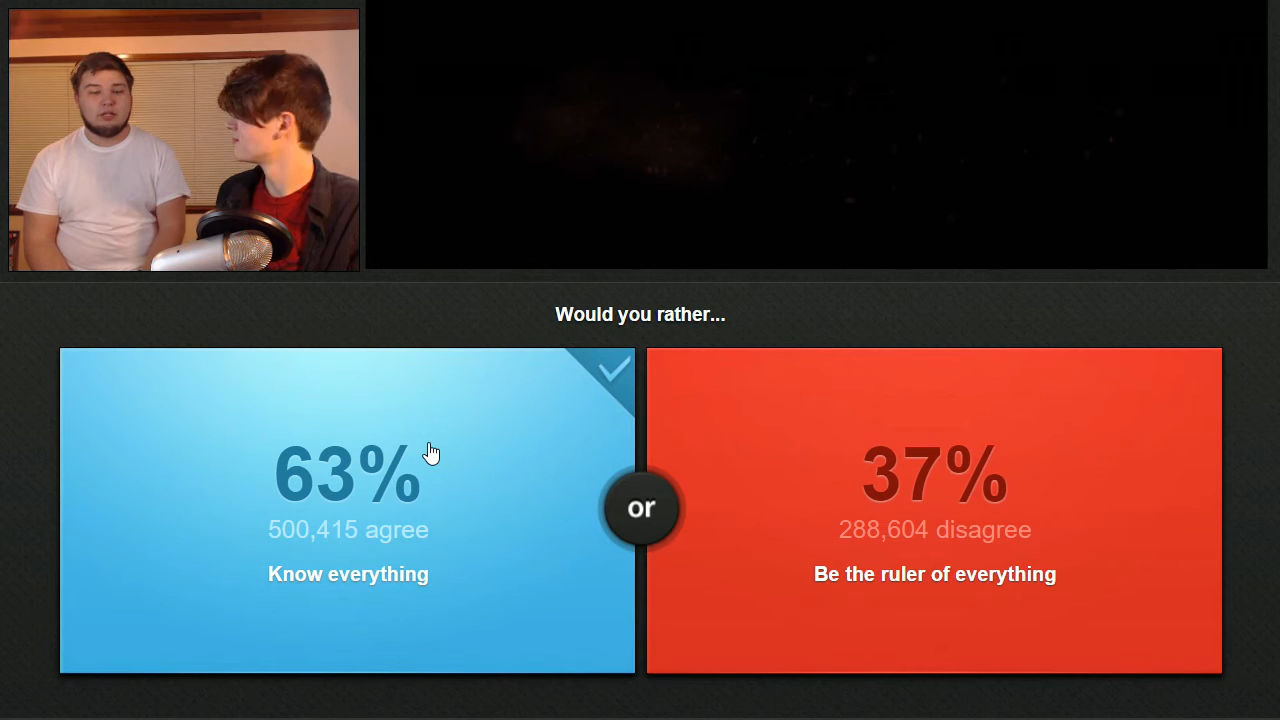 Would you rather...
63%
500,415 agree
Know everything
or
37%
288,604 disagree
Be the ruler of everything